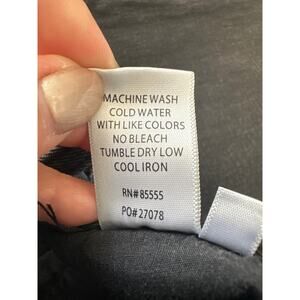 MACHINE WASH
COLD WATER
WITH LIKE COLORS
NO BLEACH
TUMBLE DRY LOW
COOL IRON
RN#85555
PO#27078